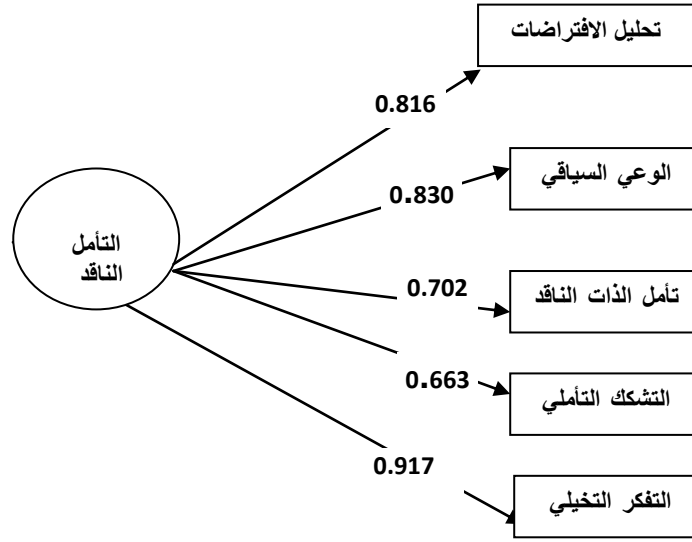 تحليل الافتراضات
0.816
الوعي السياقي
0.830
التأمل
الناقد
تأمل الذات الناقد
0.702
التشكك التأملي
0.663
0.917
التفكر التخيلي